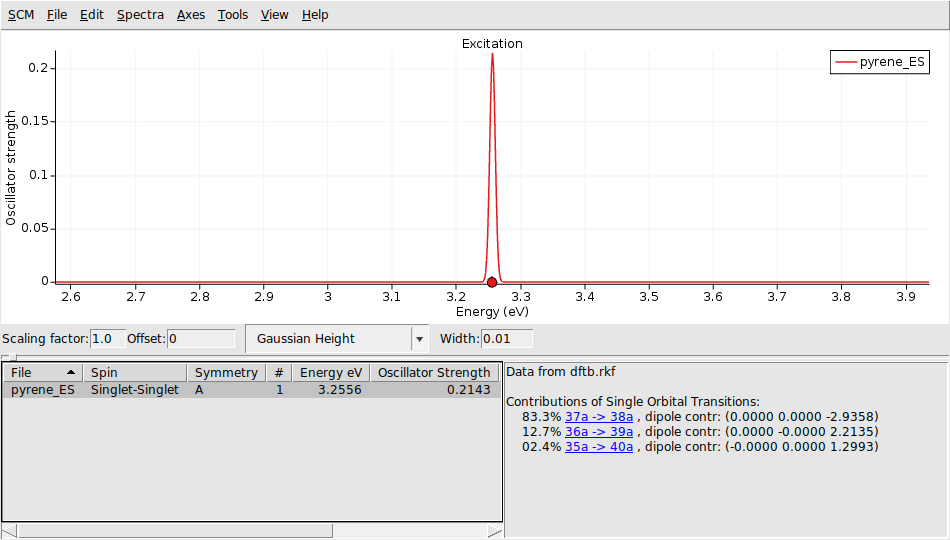 SCM File Edit Spectra Axes Tools View Help
Excitation
pyrene_ES
Oscillator strength
0.2
0.15
0.1
0.05
0
2.6 2.7 2.8 2.9 3 3.1 3.2 3.3 3.4 3.5 3.6 3.7 3.8 3.9
Energy (eV)
Scaling factor: 1.0 Offset: 0 Gaussian Height Width: 0.01
File Spin Symmetry # Energy eV Oscillator Strength
pyrene_ES Singlet-Singlet A 1 3.2556 0.2143
Data from dftb.rkf
Contributions of Single Orbital Transitions:
83.3% 37a -> 38a , dipole contr: (0.0000 0.0000 -2.9358)
12.7% 36a -> 39a , dipole contr: (0.0000 -0.0000 2.2135)
02.4% 35a -> 40a , dipole contr: (-0.0000 0.0000 1.2993)